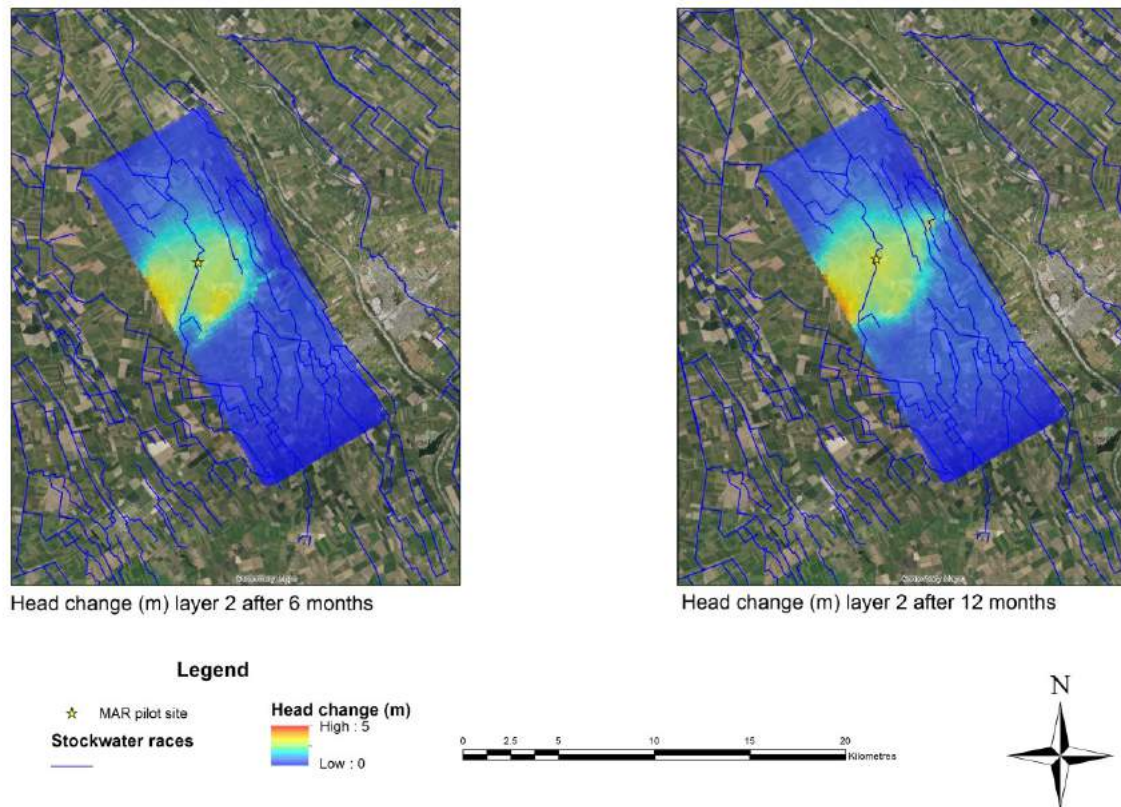 Head change (m) layer 2 after 6 months
Head change (m) layer 2 after 12 months
Legend
MAR pilot site
Stockwater races
Head change (m)
High : 5
Low : 0
0 2.5 5 10 15 20
Kilometres
N